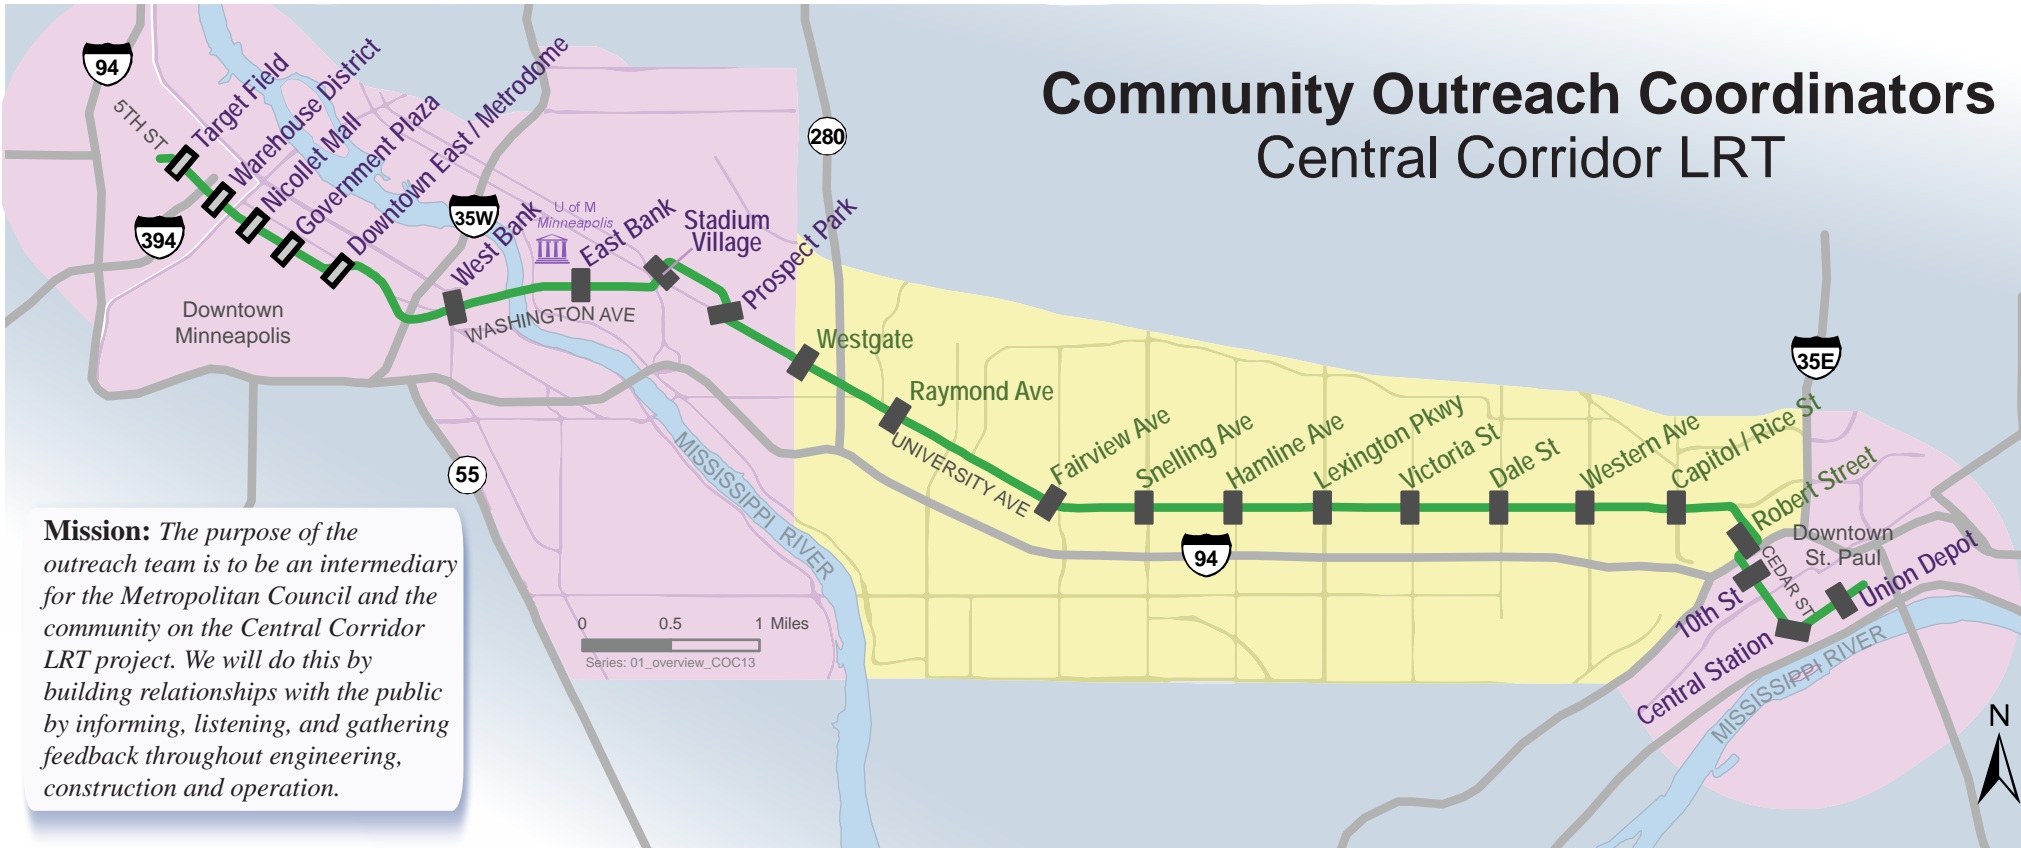 Community Outreach Coordinators
Central Corridor LRT
94
5TH ST
Target Field
Warehouse District
Nicollet Mall
Government Plaza
Downtown East / Metrodome
394
35W
280
U of M
Minneapolis
West Bank
East Bank
Stadium
Village
Prospect Park
Downtown
Minneapolis
WASHINGTON AVE
Westgate
Raymond Ave
UNIVERSITY AVE
Fairview Ave
Snelling Ave
Hamline Ave
Lexington Pkwy
Victoria St
Dale St
Western Ave
Capitol / Rice St
35E
Robert Street
Downtown
St. Paul
CEDAR ST
10th St
Union Depot
Central Station
MISSISSIPPI RIVER
MISSISSIPPI RIVER
94
55
Mission: The purpose of the
outreach team is to be an intermediary
for the Metropolitan Council and the
community on the Central Corridor
LRT project. We will do this by
building relationships with the public
by informing, listening, and gathering
feedback throughout engineering,
construction and operation.
0 0.5 1 Miles
Series: 01_overview_COC13
N